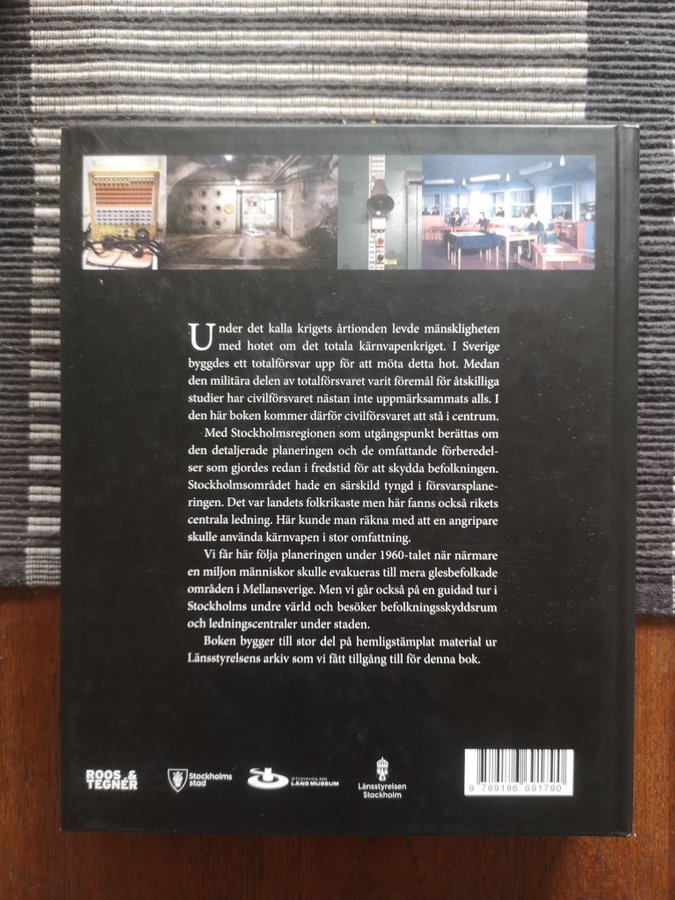 Under det kalla krigets årtionden levde mänskligheten
med hotet om det totala kärnvapenkriget. I Sverige
byggdes ett totalförsvar upp för att möta detta hot. Medan
den militära delen av totalförsvaret varit föremål för åtskilliga
studier har civilförsvaret nästan inte uppmärksammats alls. I
den här boken kommer därför civilförsvaret att stå i centrum.
Med Stockholmsregionen som utgångspunkt berättas om
den detaljerade planeringen och de omfattande förberedel-
ser som gjordes redan i fredstid för att skydda befolkningen.
Stockholmsområdet hade en särskild tyngd i försvarsplane-
ringen. Det var landets folkrikaste men här fanns också rikets
centrala ledning. Här kunde man räkna med att en angripare
skulle använda kärnvapen i stor omfattning.
Vi får här följa planeringen under 1960-talet när närmare
en miljon människor skulle evakueras till mera glesbefolkade
områden i Mellansverige. Men vi går också på en guidad tur i
Stockholms undre värld och besöker befolkningsskyddsrum
och ledningscentraler under staden.
Boken bygger till stor del på hemligstämplat material ur
Länsstyrelsens arkiv som vi fått tillgång till för denna bok.
ROOS &
TEGNÉR
Stockholms
stad
STOCKHOLMS
LÄNS MUSEUM
Länsstyrelsen
Stockholm
9 789186 691790